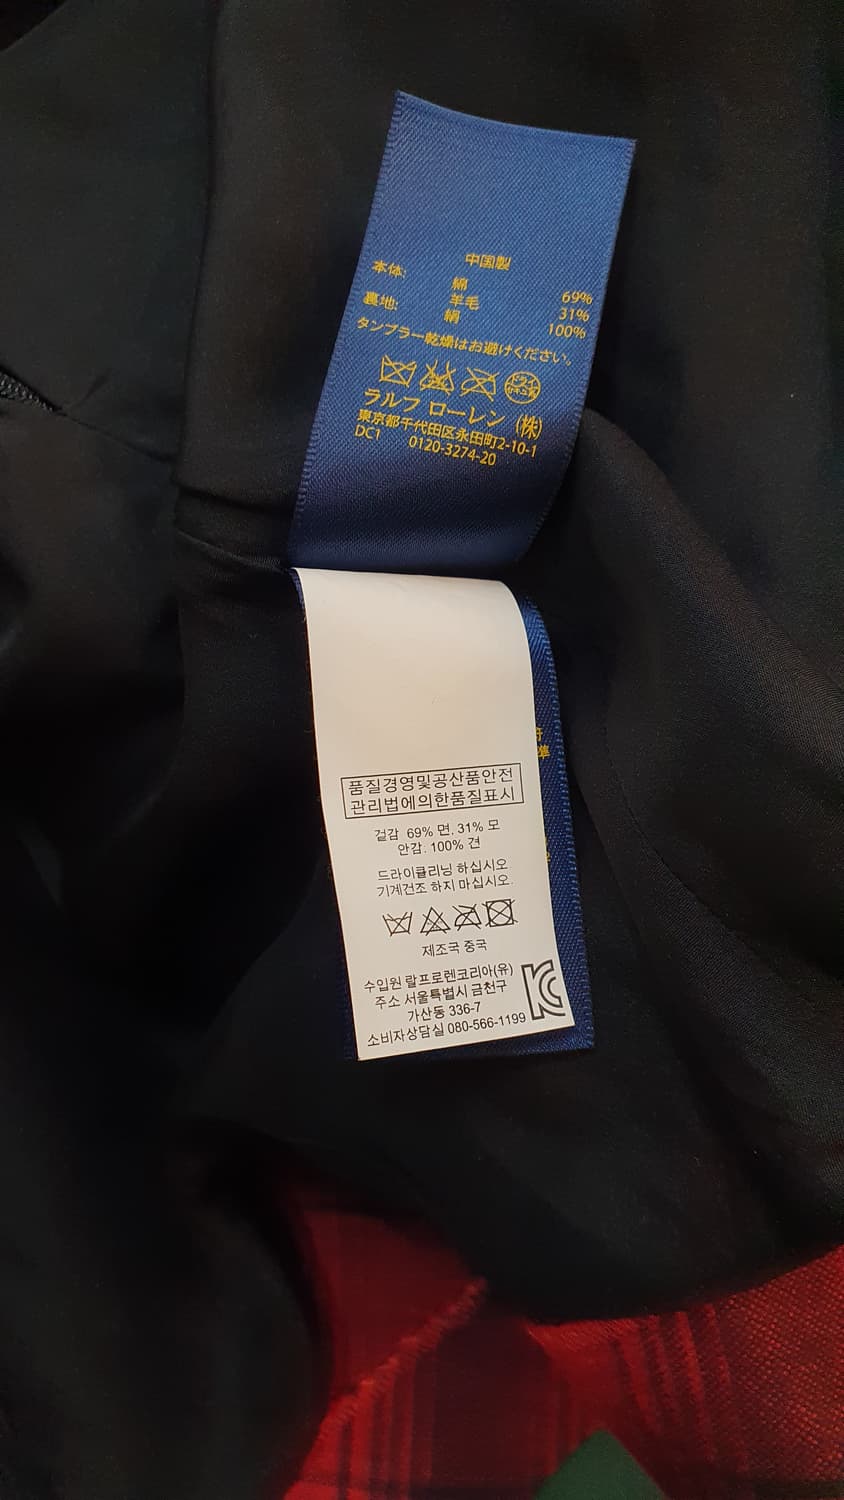 中国製
本体: 綿 69%
羊毛 31%
裏地: 絹 100%
タンブラー乾燥はお避けください。
ドライ
ラルフ ローレン (株)
東京都千代田区永田町2-10-1
DC1 0120-3274-20
품질경영및공산품안전
관리법에의한품질표시
겉감. 69% 면, 31% 모
안감. 100% 견
드라이클리닝 하십시오.
기계건조 하지 마십시오.
제조국 중국
수입원 랄프로렌코리아(유)
주소 서울특별시 금천구
가산동 336-7
소비자상담실 080-566-1199